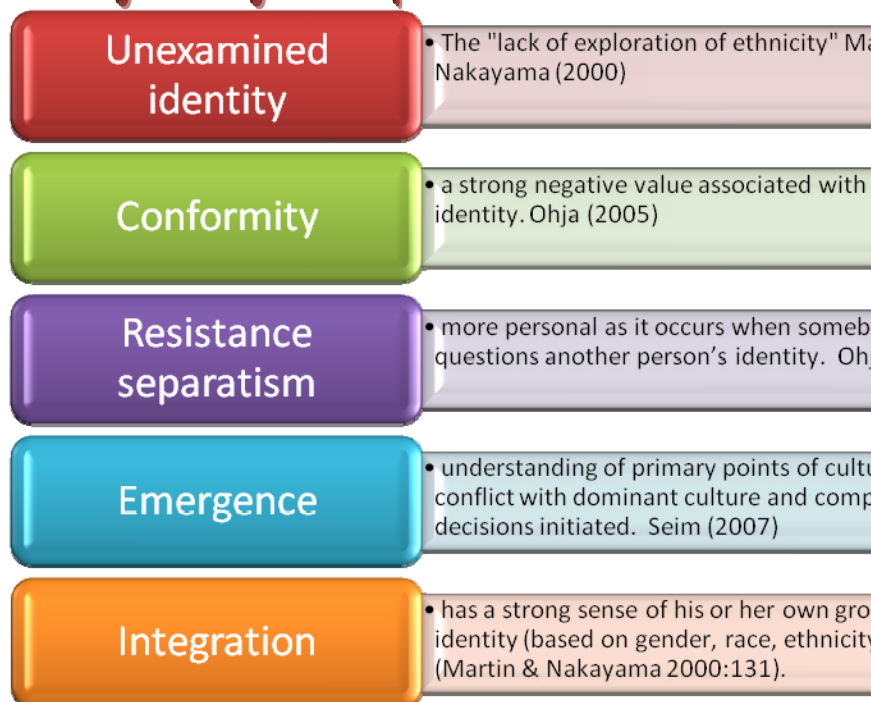 Unexamined
identity
• The "lack of exploration of ethnicity"
Nakayama (2000)
Conformity
• a strong negative value associated with
identity. Ohja (2005)
Resistance
separatism
• more personal as it occurs when
questions another person’s identity.
Emergence
• understanding of primary points of
conflict with dominant culture and
decisions initiated. Seim (2007)
Integration
• has a strong sense of his or her own
identity (based on gender, race, ethnicity
(Martin & Nakayama 2000:131).